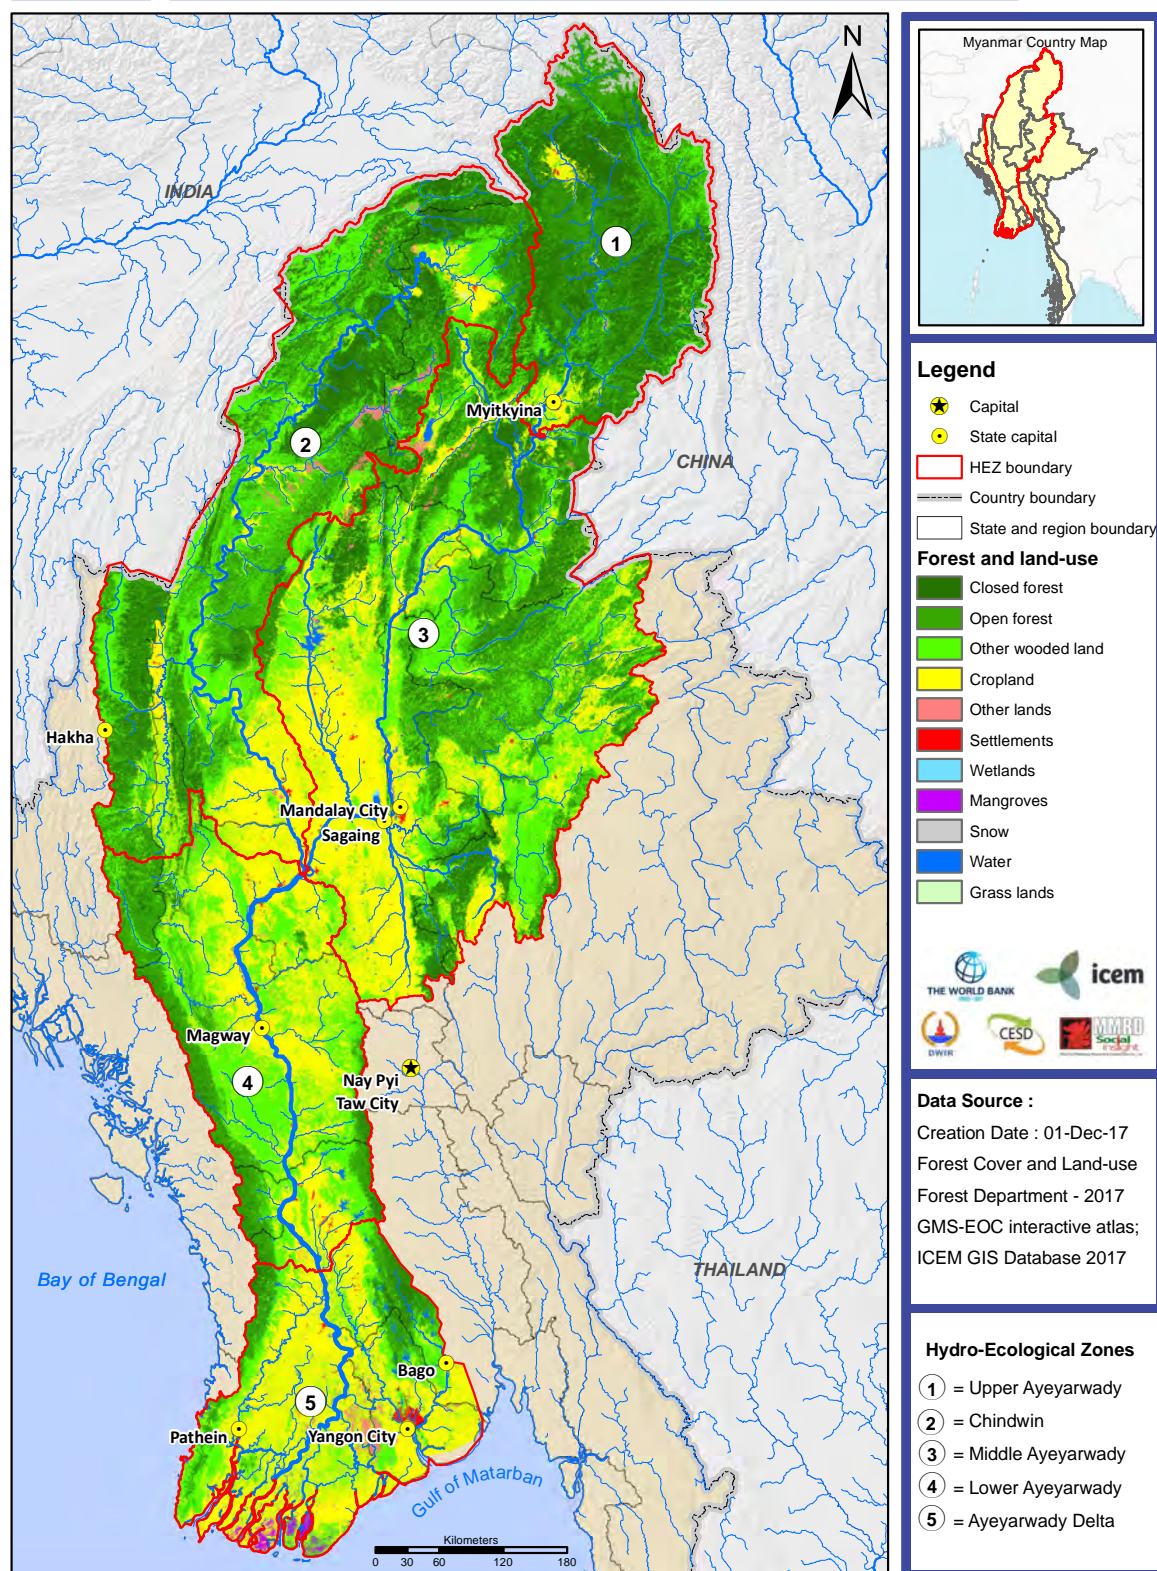 N
INDIA
1
Myitkyina
2
CHINA
3
Hakha
Mandalay City
Sagaing
Magway
4
Nay Pyi
Taw City
Bay of Bengal
THAILAND
Bago
5
Pathein
Yangon City
Gulf of Matarban
Kilometers
0 30 60 120 180
Myanmar Country Map
Legend
Capital
State capital
HEZ boundary
Country boundary
State and region boundary
Forest and land-use
Closed forest
Open forest
Other wooded land
Cropland
Other lands
Settlements
Wetlands
Mangroves
Snow
Water
Grass lands
THE WORLD BANK
icem
DWIR
CESD
MMRD
Social
insight
Data Source :
Creation Date : 01-Dec-17
Forest Cover and Land-use
Forest Department - 2017
GMS-EOC interactive atlas;
ICEM GIS Database 2017
Hydro-Ecological Zones
1 = Upper Ayeyarwady
2 = Chindwin
3 = Middle Ayeyarwady
4 = Lower Ayeyarwady
5 = Ayeyarwady Delta